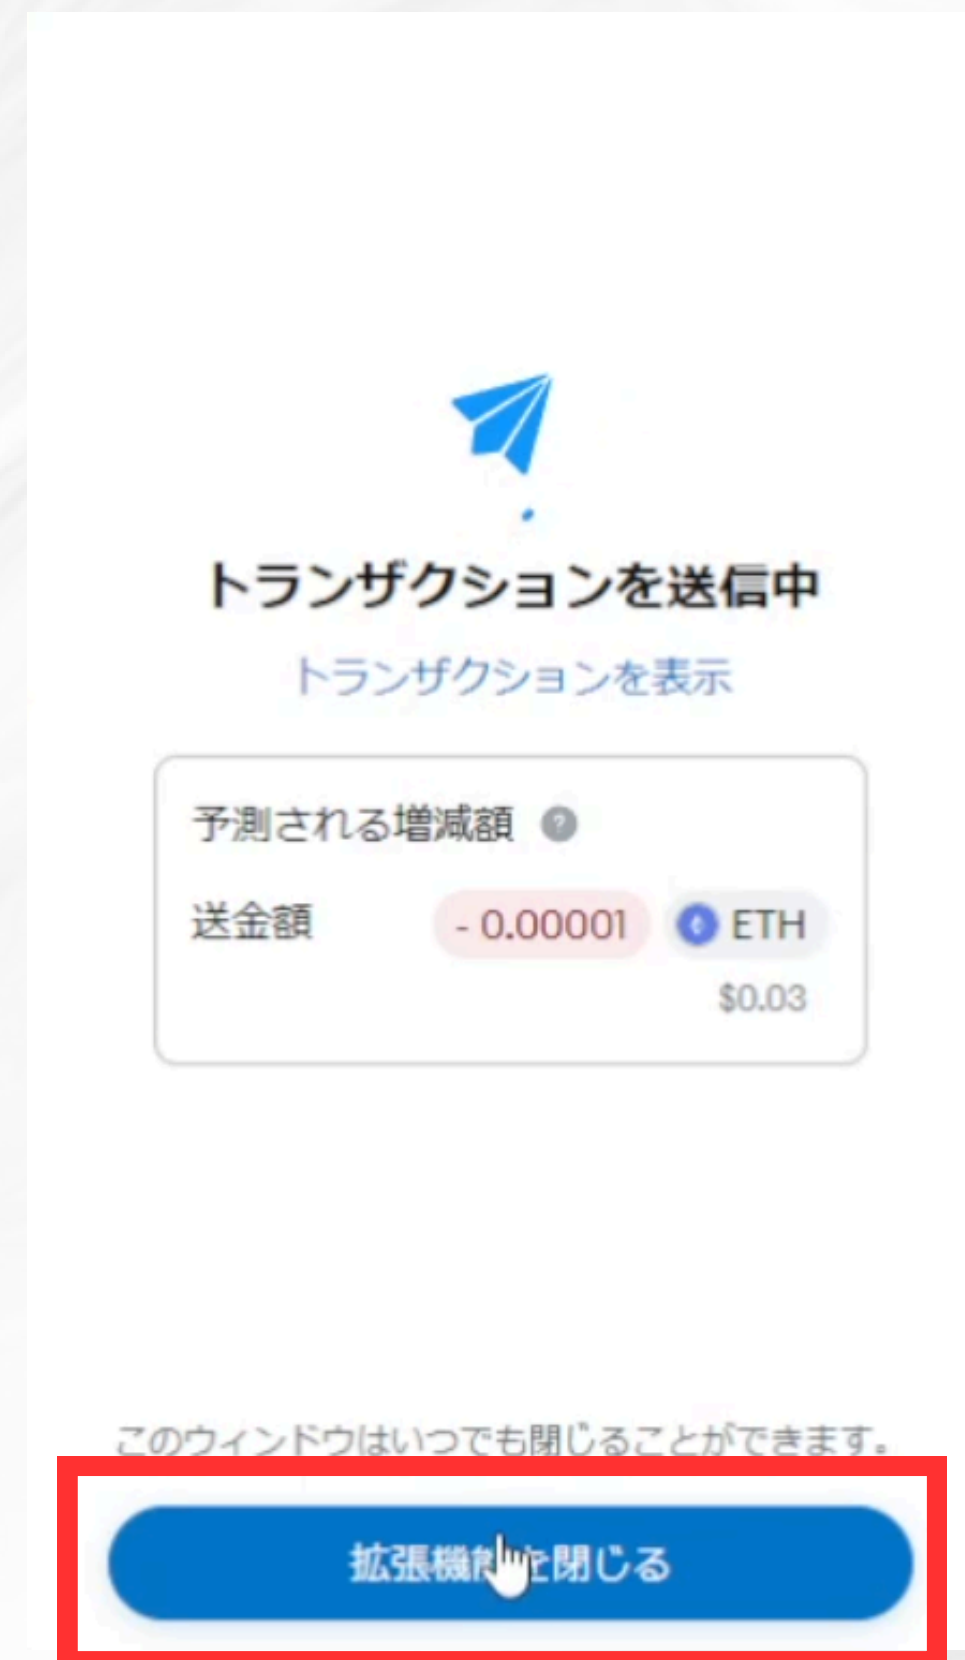 トランザクションを送信中
トランザクションを表示
予測される増減額 ?
送金額 - 0.00001 ETH
$0.03
このウィンドウはいつでも閉じることができます。
拡張機能を閉じる